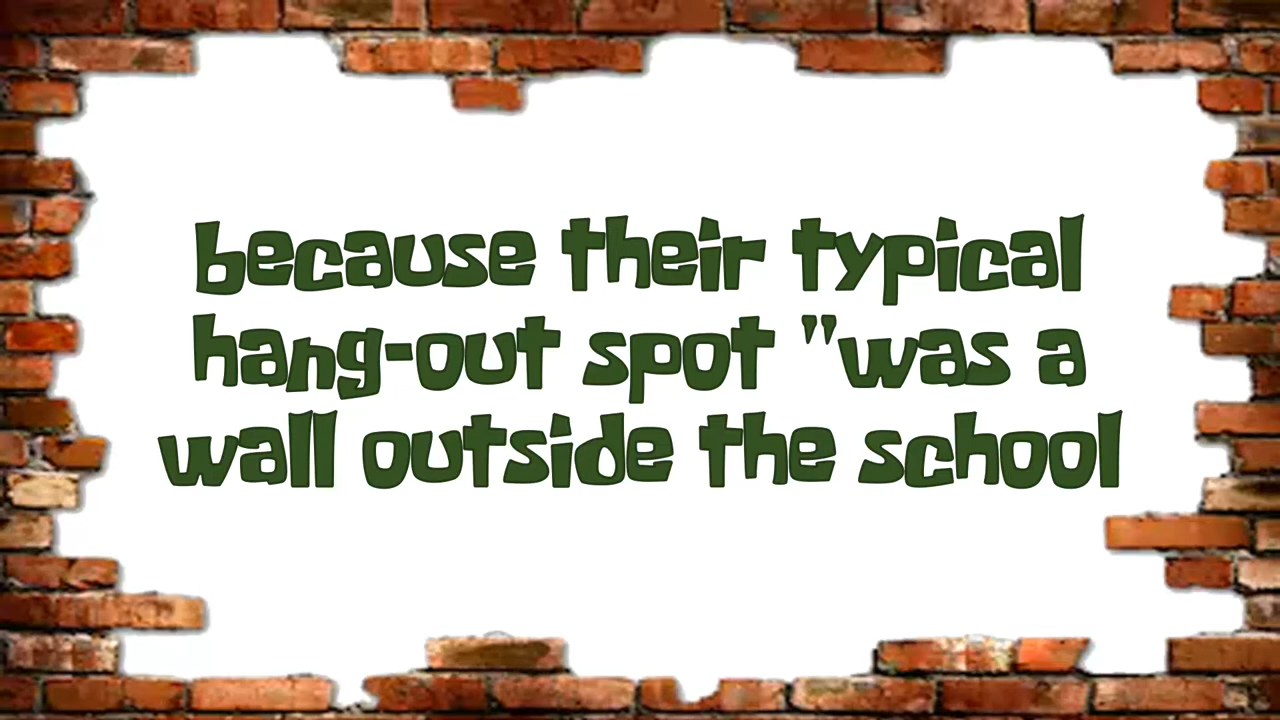 because their typical
hang-out spot "was a
wall outside the school